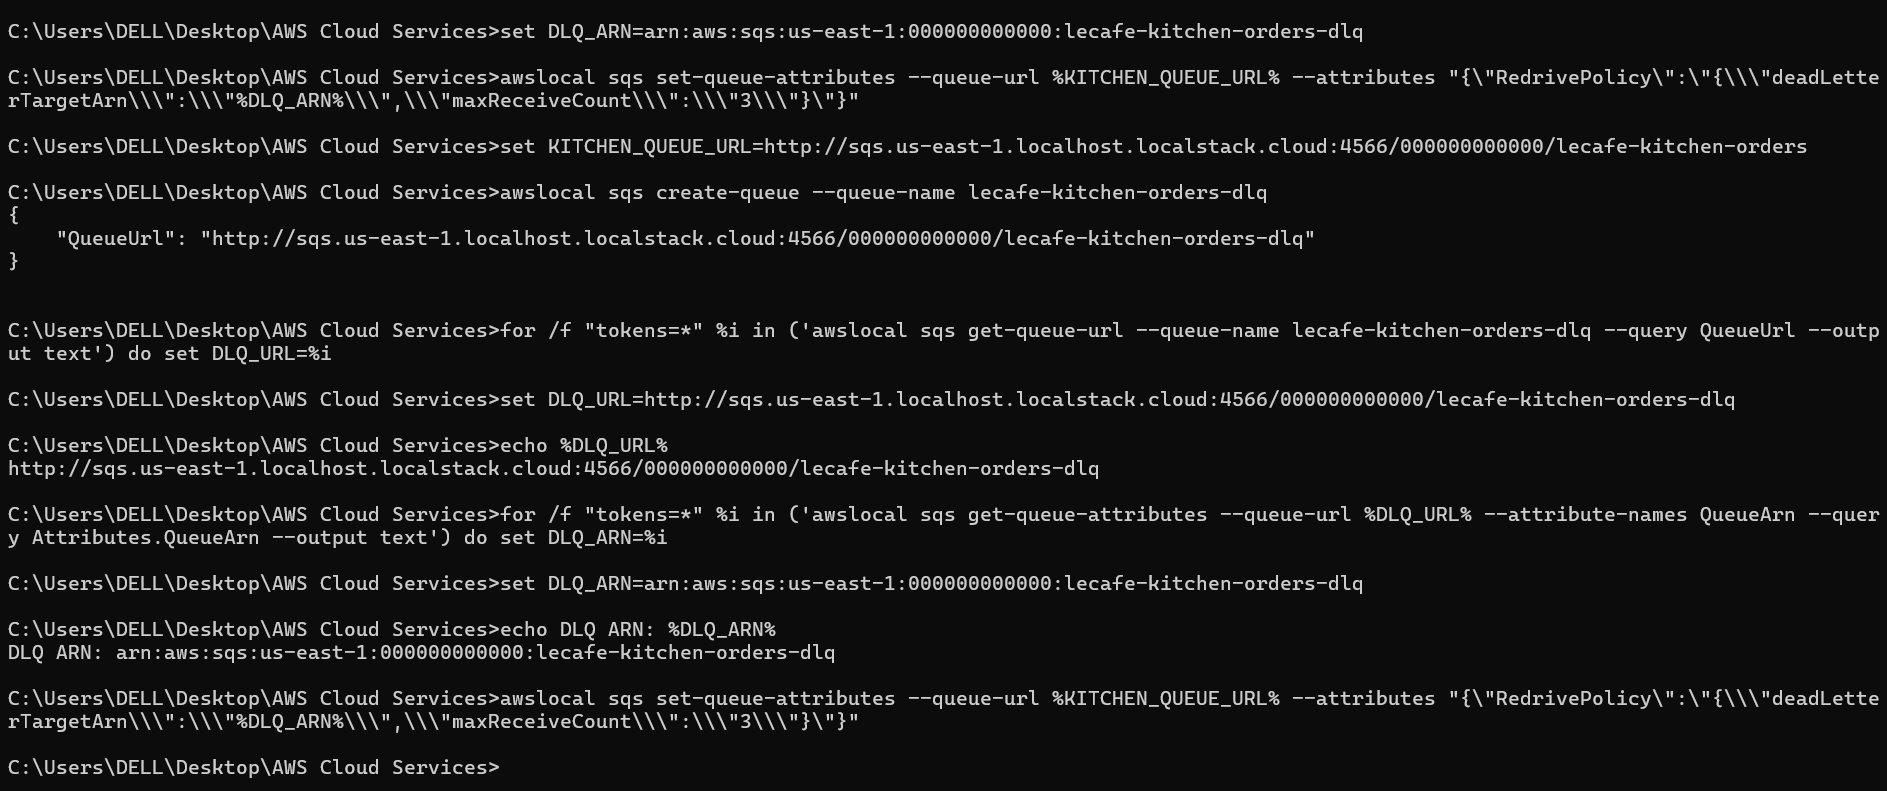 C:\Users\DELL\Desktop\AWS Cloud Services>set DLQ_ARN=arn:aws:sqs:us-east-1:000000000000:lecafe-kitchen-orders-dlq
C:\Users\DELL\Desktop\AWS Cloud Services>awslocal sqs set-queue-attributes --queue-url %KITCHEN_QUEUE_URL% --attributes "{\"RedrivePolicy\":\"{\\\"deadLette
rTargetArn\\\":\\\"%DLQ_ARN%\\\",\\\"maxReceiveCount\\\":\\\"3\\\"}\"}"
C:\Users\DELL\Desktop\AWS Cloud Services>set KITCHEN_QUEUE_URL=http://sqs.us-east-1.localhost.localstack.cloud:4566/000000000000/lecafe-kitchen-orders
C:\Users\DELL\Desktop\AWS Cloud Services>awslocal sqs create-queue --queue-name lecafe-kitchen-orders-dlq
{
    "QueueUrl": "http://sqs.us-east-1.localhost.localstack.cloud:4566/000000000000/lecafe-kitchen-orders-dlq"
}
C:\Users\DELL\Desktop\AWS Cloud Services>for /f "tokens=*" %i in ('awslocal sqs get-queue-url --queue-name lecafe-kitchen-orders-dlq --query QueueUrl --outp
ut text') do set DLQ_URL=%i
C:\Users\DELL\Desktop\AWS Cloud Services>set DLQ_URL=http://sqs.us-east-1.localhost.localstack.cloud:4566/000000000000/lecafe-kitchen-orders-dlq
C:\Users\DELL\Desktop\AWS Cloud Services>echo %DLQ_URL%
http://sqs.us-east-1.localhost.localstack.cloud:4566/000000000000/lecafe-kitchen-orders-dlq
C:\Users\DELL\Desktop\AWS Cloud Services>for /f "tokens=*" %i in ('awslocal sqs get-queue-attributes --queue-url %DLQ_URL% --attribute-names QueueArn --quer
y Attributes.QueueArn --output text') do set DLQ_ARN=%i
C:\Users\DELL\Desktop\AWS Cloud Services>set DLQ_ARN=arn:aws:sqs:us-east-1:000000000000:lecafe-kitchen-orders-dlq
C:\Users\DELL\Desktop\AWS Cloud Services>echo DLQ ARN: %DLQ_ARN%
DLQ ARN: arn:aws:sqs:us-east-1:000000000000:lecafe-kitchen-orders-dlq
C:\Users\DELL\Desktop\AWS Cloud Services>awslocal sqs set-queue-attributes --queue-url %KITCHEN_QUEUE_URL% --attributes "{\"RedrivePolicy\":\"{\\\"deadLette
rTargetArn\\\":\\\"%DLQ_ARN%\\\",\\\"maxReceiveCount\\\":\\\"3\\\"}\"}"
C:\Users\DELL\Desktop\AWS Cloud Services>